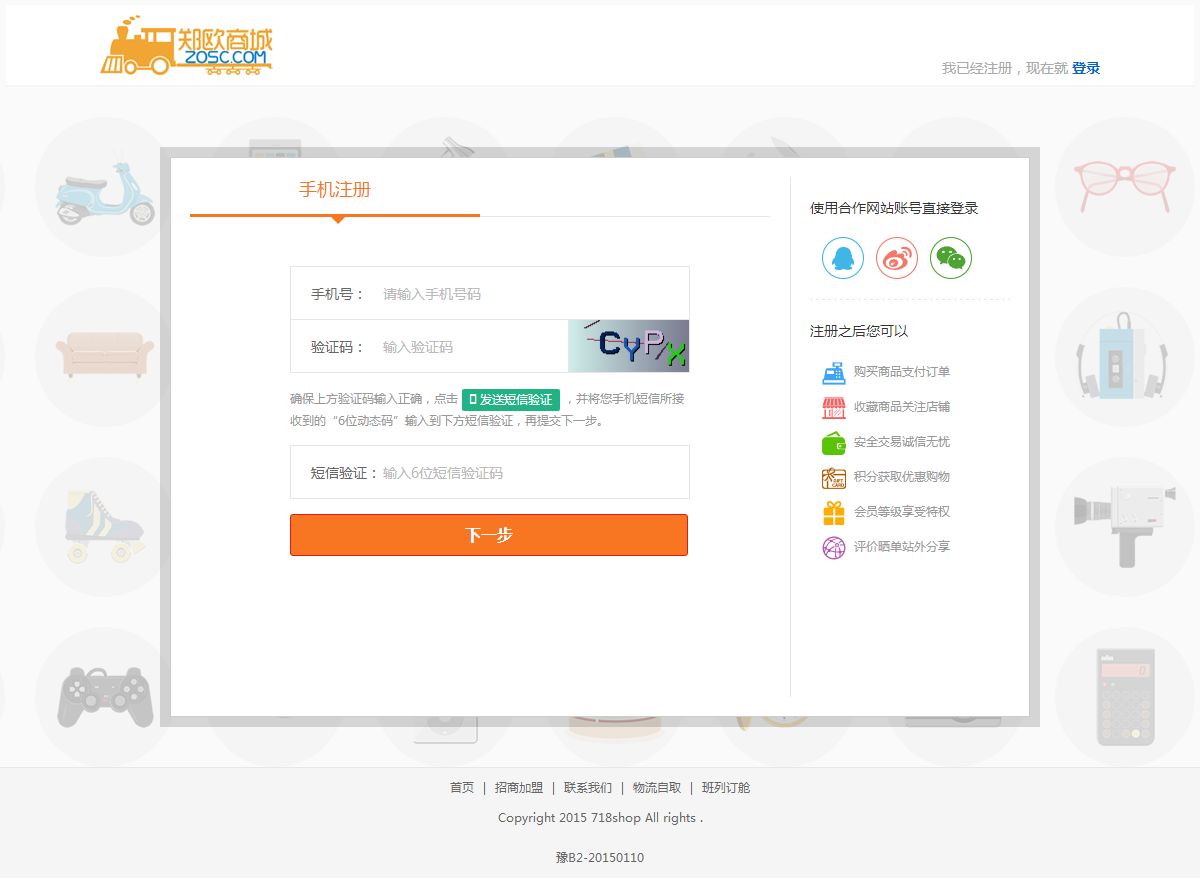 郑欧商城
ZOSC.COM
我已经注册，现在就 登录
手机注册
手机号： 请输入手机号码
验证码： 输入验证码
CyPX
确保上方验证码输入正确，点击 发送短信验证 ，并将您手机短信所接
收到的“6位动态码”输入到下方短信验证，再提交下一步。
短信验证： 输入6位短信验证码
下一步
使用合作网站账号直接登录
注册之后您可以
购买商品支付订单
收藏商品关注店铺
安全交易诚信无忧
GIFT CARD
积分获取优惠购物
会员等级享受特权
评价晒单站外分享
首页 | 招商加盟 | 联系我们 | 物流自取 | 班列订舱
Copyright 2015 718shop All rights .
豫B2-20150110